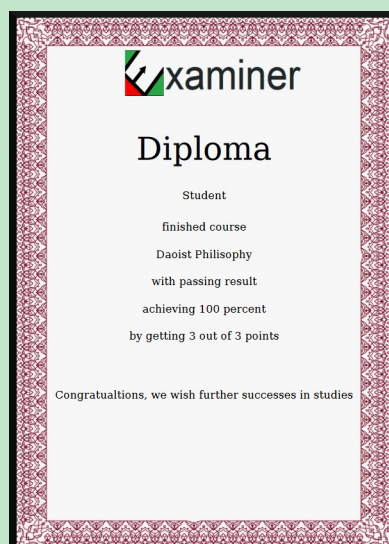 Examiner
Diploma
Student
finished course
Daoist Philisophy
with passing result
achieving 100 percent
by getting 3 out of 3 points
Congratualtions, we wish further successes in studies